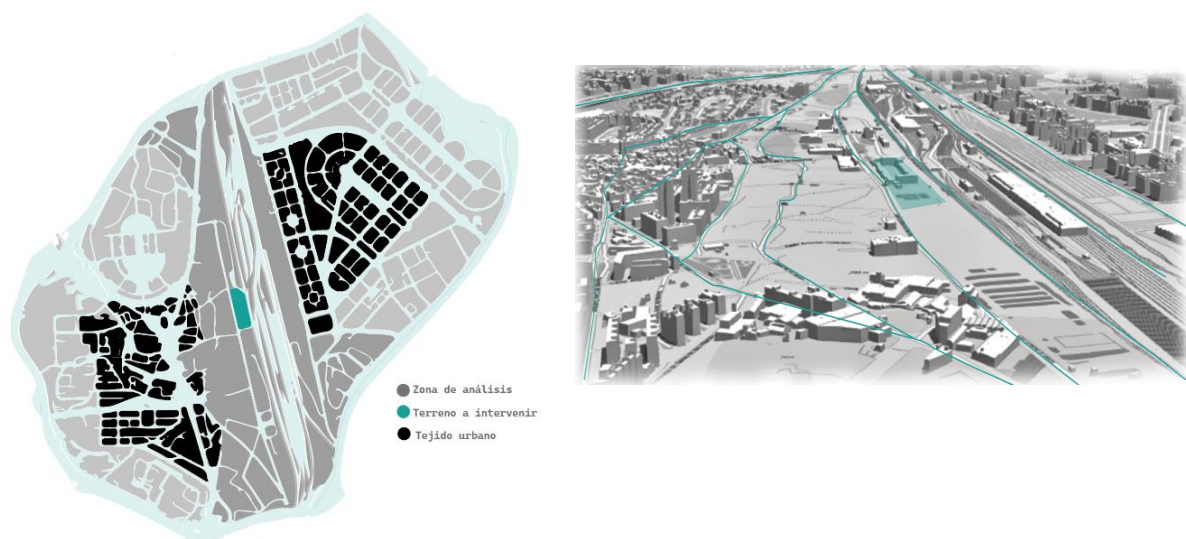 Zona de análisis
Terreno a intervenir
Tejido urbano